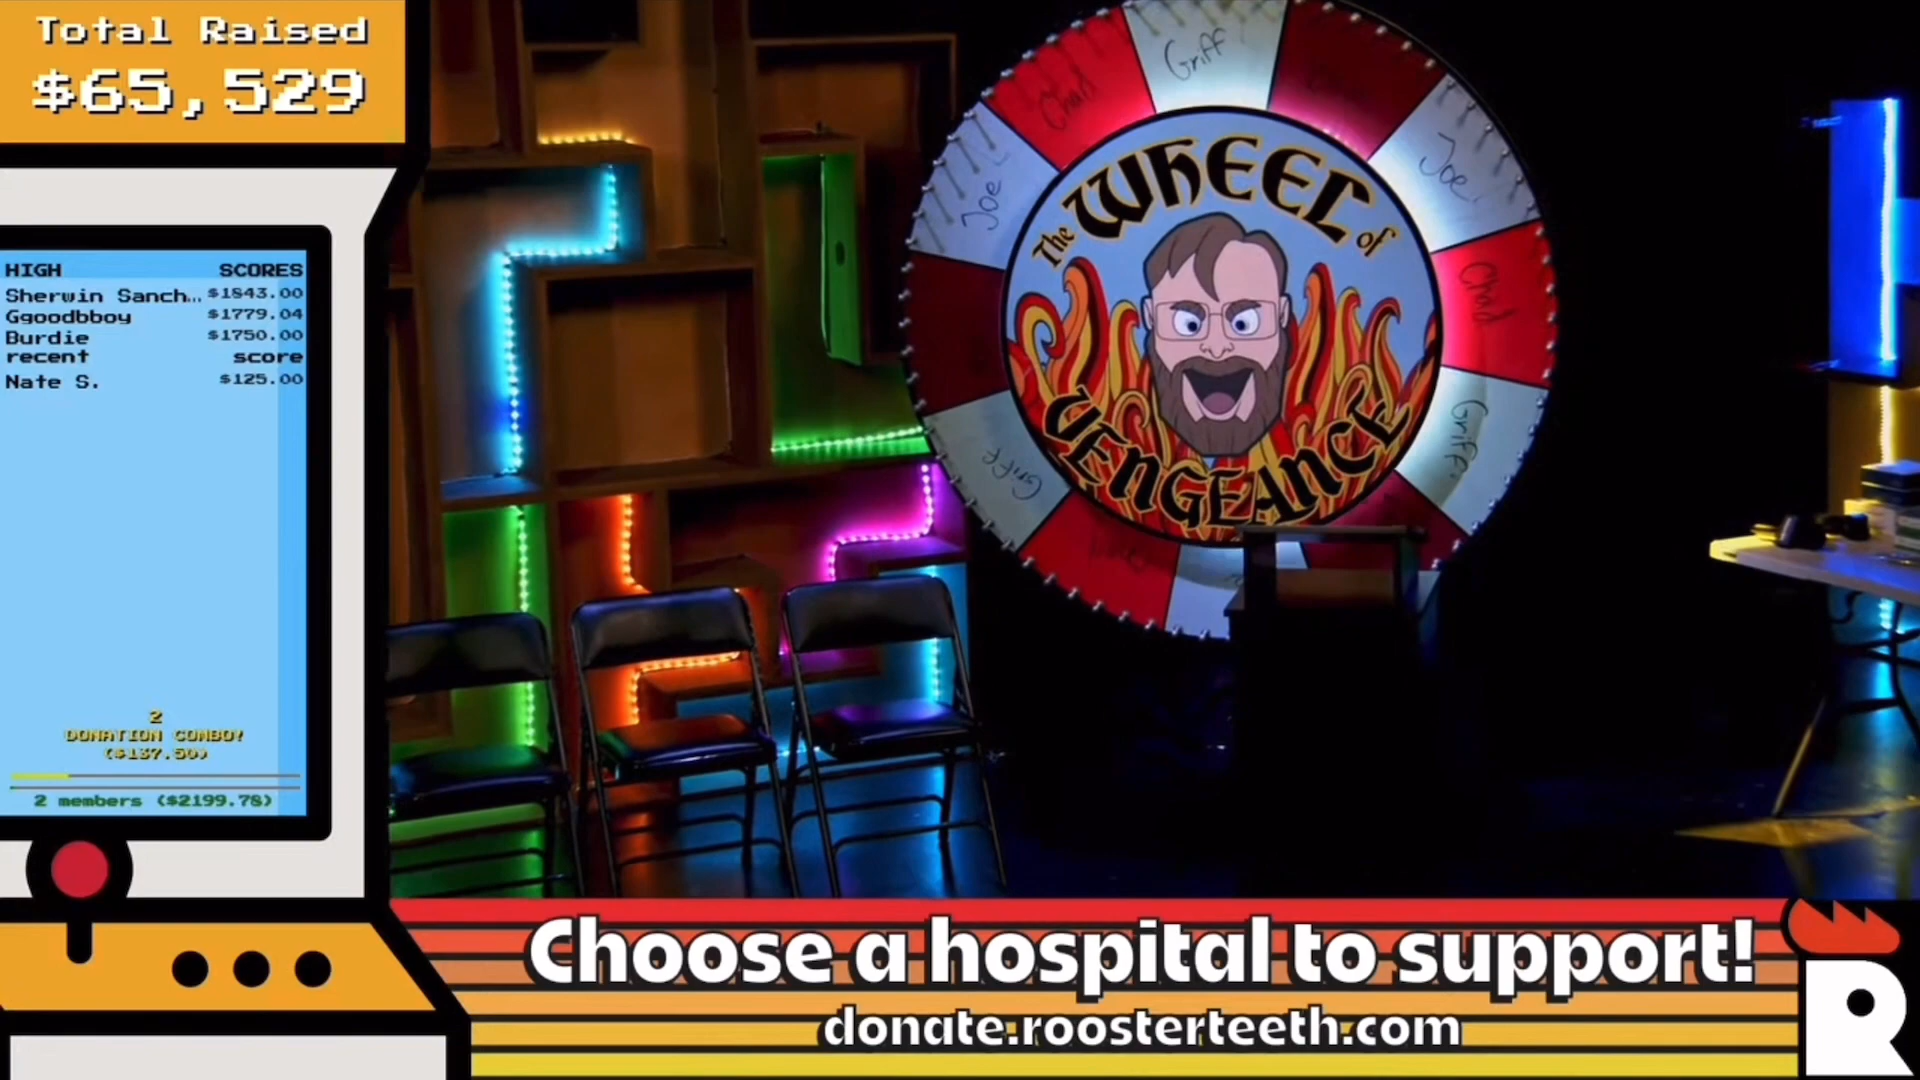 Total Raised
$65,529
HIGH SCORES
Sherwin Sanch… $1843.00
Ggoodbboy $1779.04
Burdie $1750.00
recent score
Nate S. $125.00
2
DONATION COMBO!
($137.50)
2 members ($2199.78)
Griff
Chad
Joe
Joe
Chad
Griff
Griff
The WHEEL of
VENGEANCE
Choose a hospital to support!
donate.roosterteeth.com
R